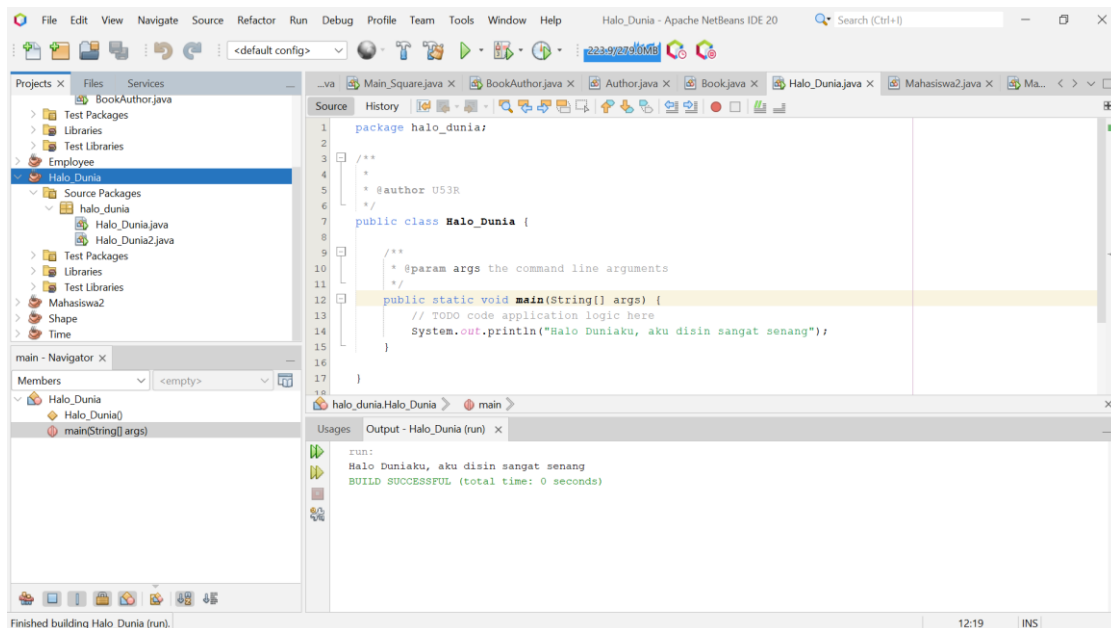 File Edit View Navigate Source Refactor Run Debug Profile Team Tools Window Help Halo_Dunia - Apache NetBeans IDE 20 Search (Ctrl+I)
<default config> 223.9/279.0MB
Projects Files Services
BookAuthor.java
Test Packages
Libraries
Test Libraries
Employee
Halo_Dunia
Source Packages
halo_dunia
Halo_Dunia.java
Halo_Dunia2.java
Test Packages
Libraries
Test Libraries
Mahasiswa2
Shape
Time
main - Navigator
Members <empty>
Halo_Dunia
Halo_Dunia()
main(String[] args)
...va Main_Square.java BookAuthor.java Author.java Book.java Halo_Dunia.java Mahasiswa2.java Ma...
Source History
1 package halo_dunia;
2
3 /**
4 *
5 * @author U53R
6 */
7 public class Halo_Dunia {
8
9 /**
10 * @param args the command line arguments
11 */
12 public static void main(String[] args) {
13 // TODO code application logic here
14 System.out.println("Halo Duniaku, aku disin sangat senang");
15 }
16
17 }
18
halo_dunia.Halo_Dunia main
Usages Output - Halo_Dunia (run)
run:
Halo Duniaku, aku disin sangat senang
BUILD SUCCESSFUL (total time: 0 seconds)
Finished building Halo_Dunia (run). 12:19 INS